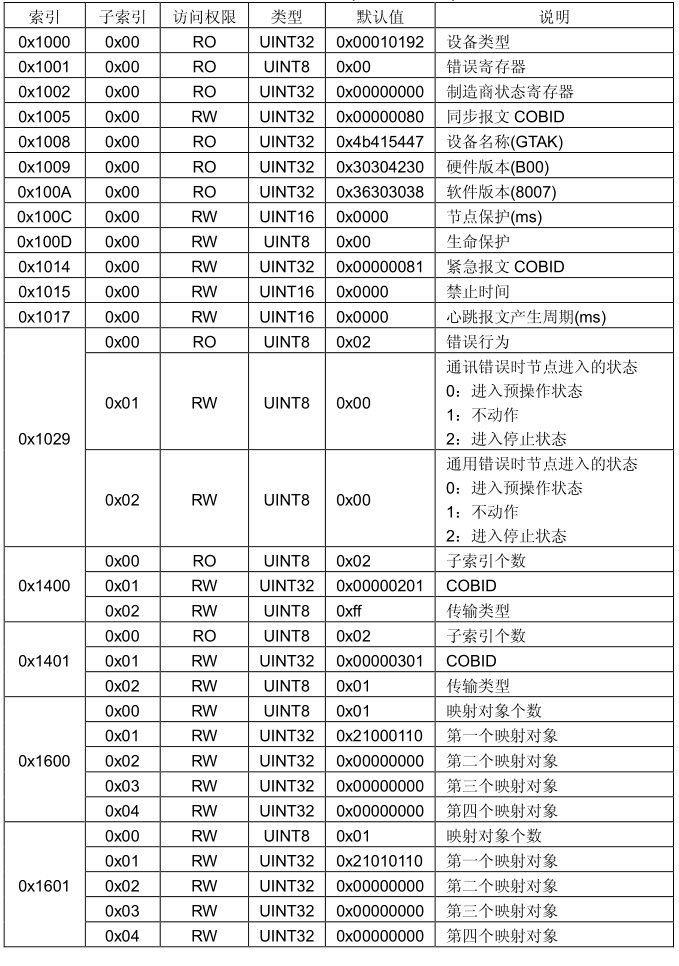 索引 子索引 访问权限 类型 默认值 说明
0x1000 0x00 RO UINT32 0x00010192 设备类型
0x1001 0x00 RO UINT8 0x00 错误寄存器
0x1002 0x00 RO UINT32 0x00000000 制造商状态寄存器
0x1005 0x00 RW UINT32 0x00000080 同步报文 COBID
0x1008 0x00 RO UINT32 0x4b415447 设备名称(GTAK)
0x1009 0x00 RO UINT32 0x30304230 硬件版本(B00)
0x100A 0x00 RO UINT32 0x36303038 软件版本(8007)
0x100C 0x00 RW UINT16 0x0000 节点保护(ms)
0x100D 0x00 RW UINT8 0x00 生命保护
0x1014 0x00 RW UINT32 0x00000081 紧急报文 COBID
0x1015 0x00 RW UINT16 0x0000 禁止时间
0x1017 0x00 RW UINT16 0x0000 心跳报文产生周期(ms)
0x1029 0x00 RO UINT8 0x02 错误行为
0x01 RW UINT8 0x00 通讯错误时节点进入的状态
0：进入预操作状态
1：不动作
2：进入停止状态
0x02 RW UINT8 0x00 通用错误时节点进入的状态
0：进入预操作状态
1：不动作
2：进入停止状态
0x1400 0x00 RO UINT8 0x02 子索引个数
0x01 RW UINT32 0x00000201 COBID
0x02 RW UINT8 0xff 传输类型
0x1401 0x00 RO UINT8 0x02 子索引个数
0x01 RW UINT32 0x00000301 COBID
0x02 RW UINT8 0x01 传输类型
0x1600 0x00 RW UINT8 0x01 映射对象个数
0x01 RW UINT32 0x21000110 第一个映射对象
0x02 RW UINT32 0x00000000 第二个映射对象
0x03 RW UINT32 0x00000000 第三个映射对象
0x04 RW UINT32 0x00000000 第四个映射对象
0x1601 0x00 RW UINT8 0x01 映射对象个数
0x01 RW UINT32 0x21010110 第一个映射对象
0x02 RW UINT32 0x00000000 第二个映射对象
0x03 RW UINT32 0x00000000 第三个映射对象
0x04 RW UINT32 0x00000000 第四个映射对象